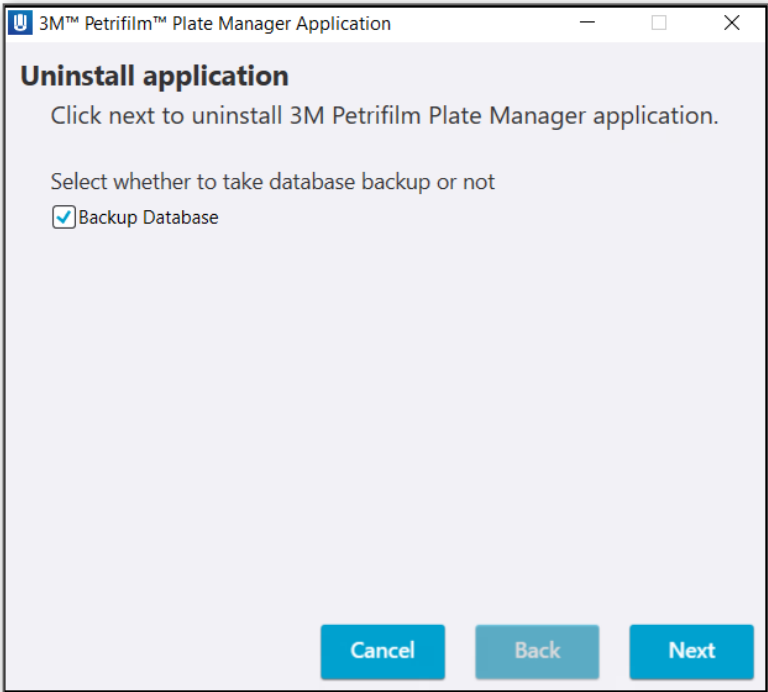 3M™ Petrifilm™ Plate Manager Application
Uninstall application
Click next to uninstall 3M Petrifilm Plate Manager application.
Select whether to take database backup or not
Backup Database
Cancel Back Next